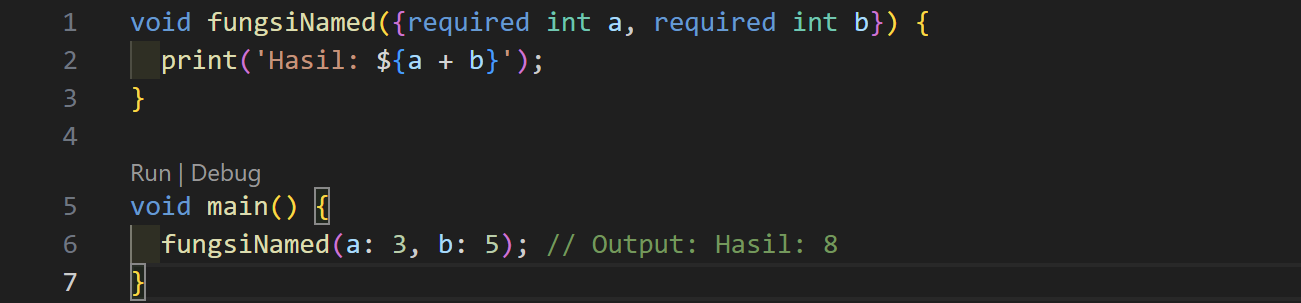 1 void fungsiNamed({required int a, required int b}) {
2   print('Hasil: ${a + b}');
3 }
4
Run | Debug
5 void main() {
6   fungsiNamed(a: 3, b: 5); // Output: Hasil: 8
7 }